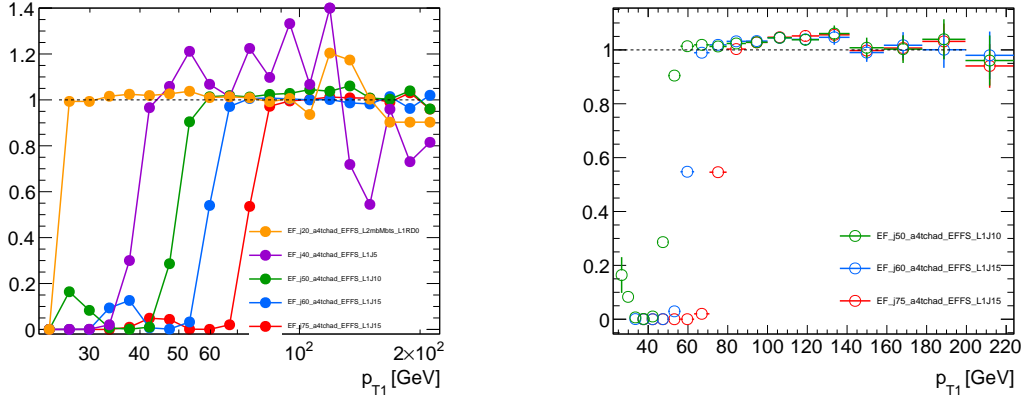 1.4
1.2
1
0.8
0.6
0.4
0.2
0
EF_j20_a4tchad_EFFS_L2mbMbts_L1RD0
EF_j40_a4tchad_EFFS_L1J5
EF_j50_a4tchad_EFFS_L1J10
EF_j60_a4tchad_EFFS_L1J15
EF_j75_a4tchad_EFFS_L1J15
30 40 50 60 10² 2×10²
p_T1 [GeV]
1.0
0.8
0.6
0.4
0.2
0
EF_j50_a4tchad_EFFS_L1J10
EF_j60_a4tchad_EFFS_L1J15
EF_j75_a4tchad_EFFS_L1J15
40 60 80 100 120 140 160 180 200 220
p_T1 [GeV]